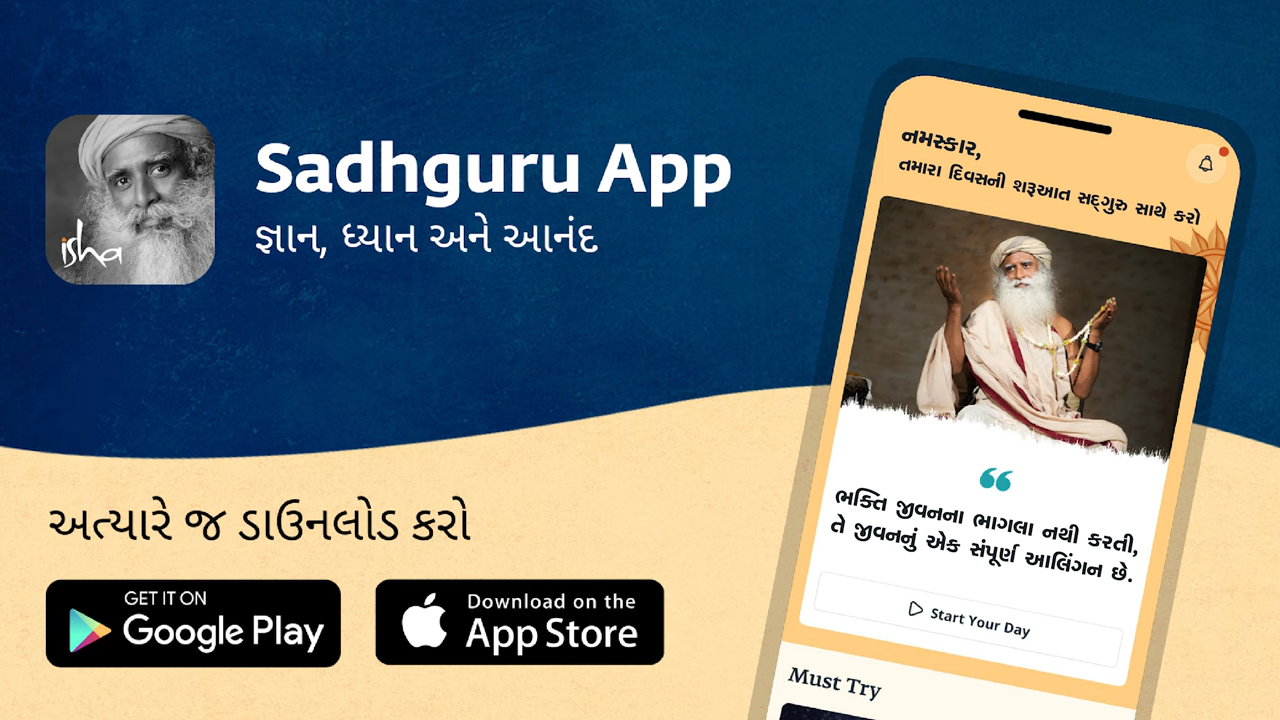 isha
Sadhguru App
જ્ઞાન, ધ્યાન અને આનંદ
અત્યારે જ ડાઉનલોડ કરો
GET IT ON
Google Play
Download on the
App Store
નમસ્કાર,
તમારા દિવસની શરૂઆત સદ્‌ગુરુ સાથે કરો
ભક્તિ જીવનના ભાગલા નથી કરતી,
તે જીવનનું એક સંપૂર્ણ આલિંગન છે.
Start Your Day
Must Try